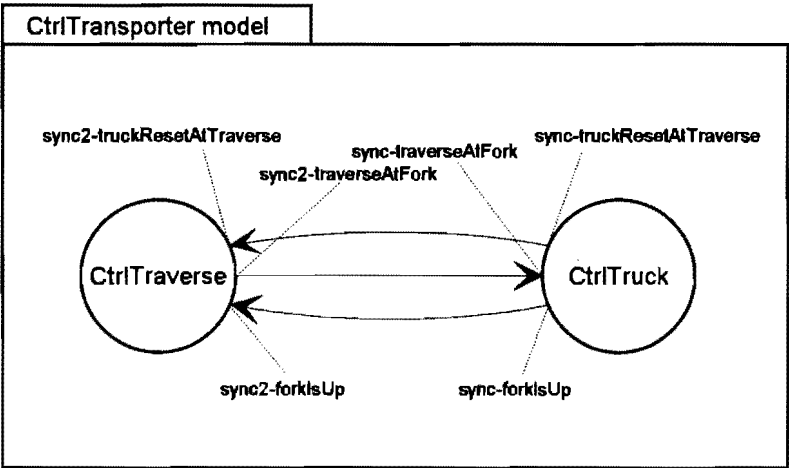 CtrlTransporter model
sync2-truckResetAtTraverse
sync-truckResetAtTraverse
sync-traverseAtFork
sync2-traverseAtFork
CtrlTraverse
CtrlTruck
sync2-forkIsUp
sync-forkIsUp